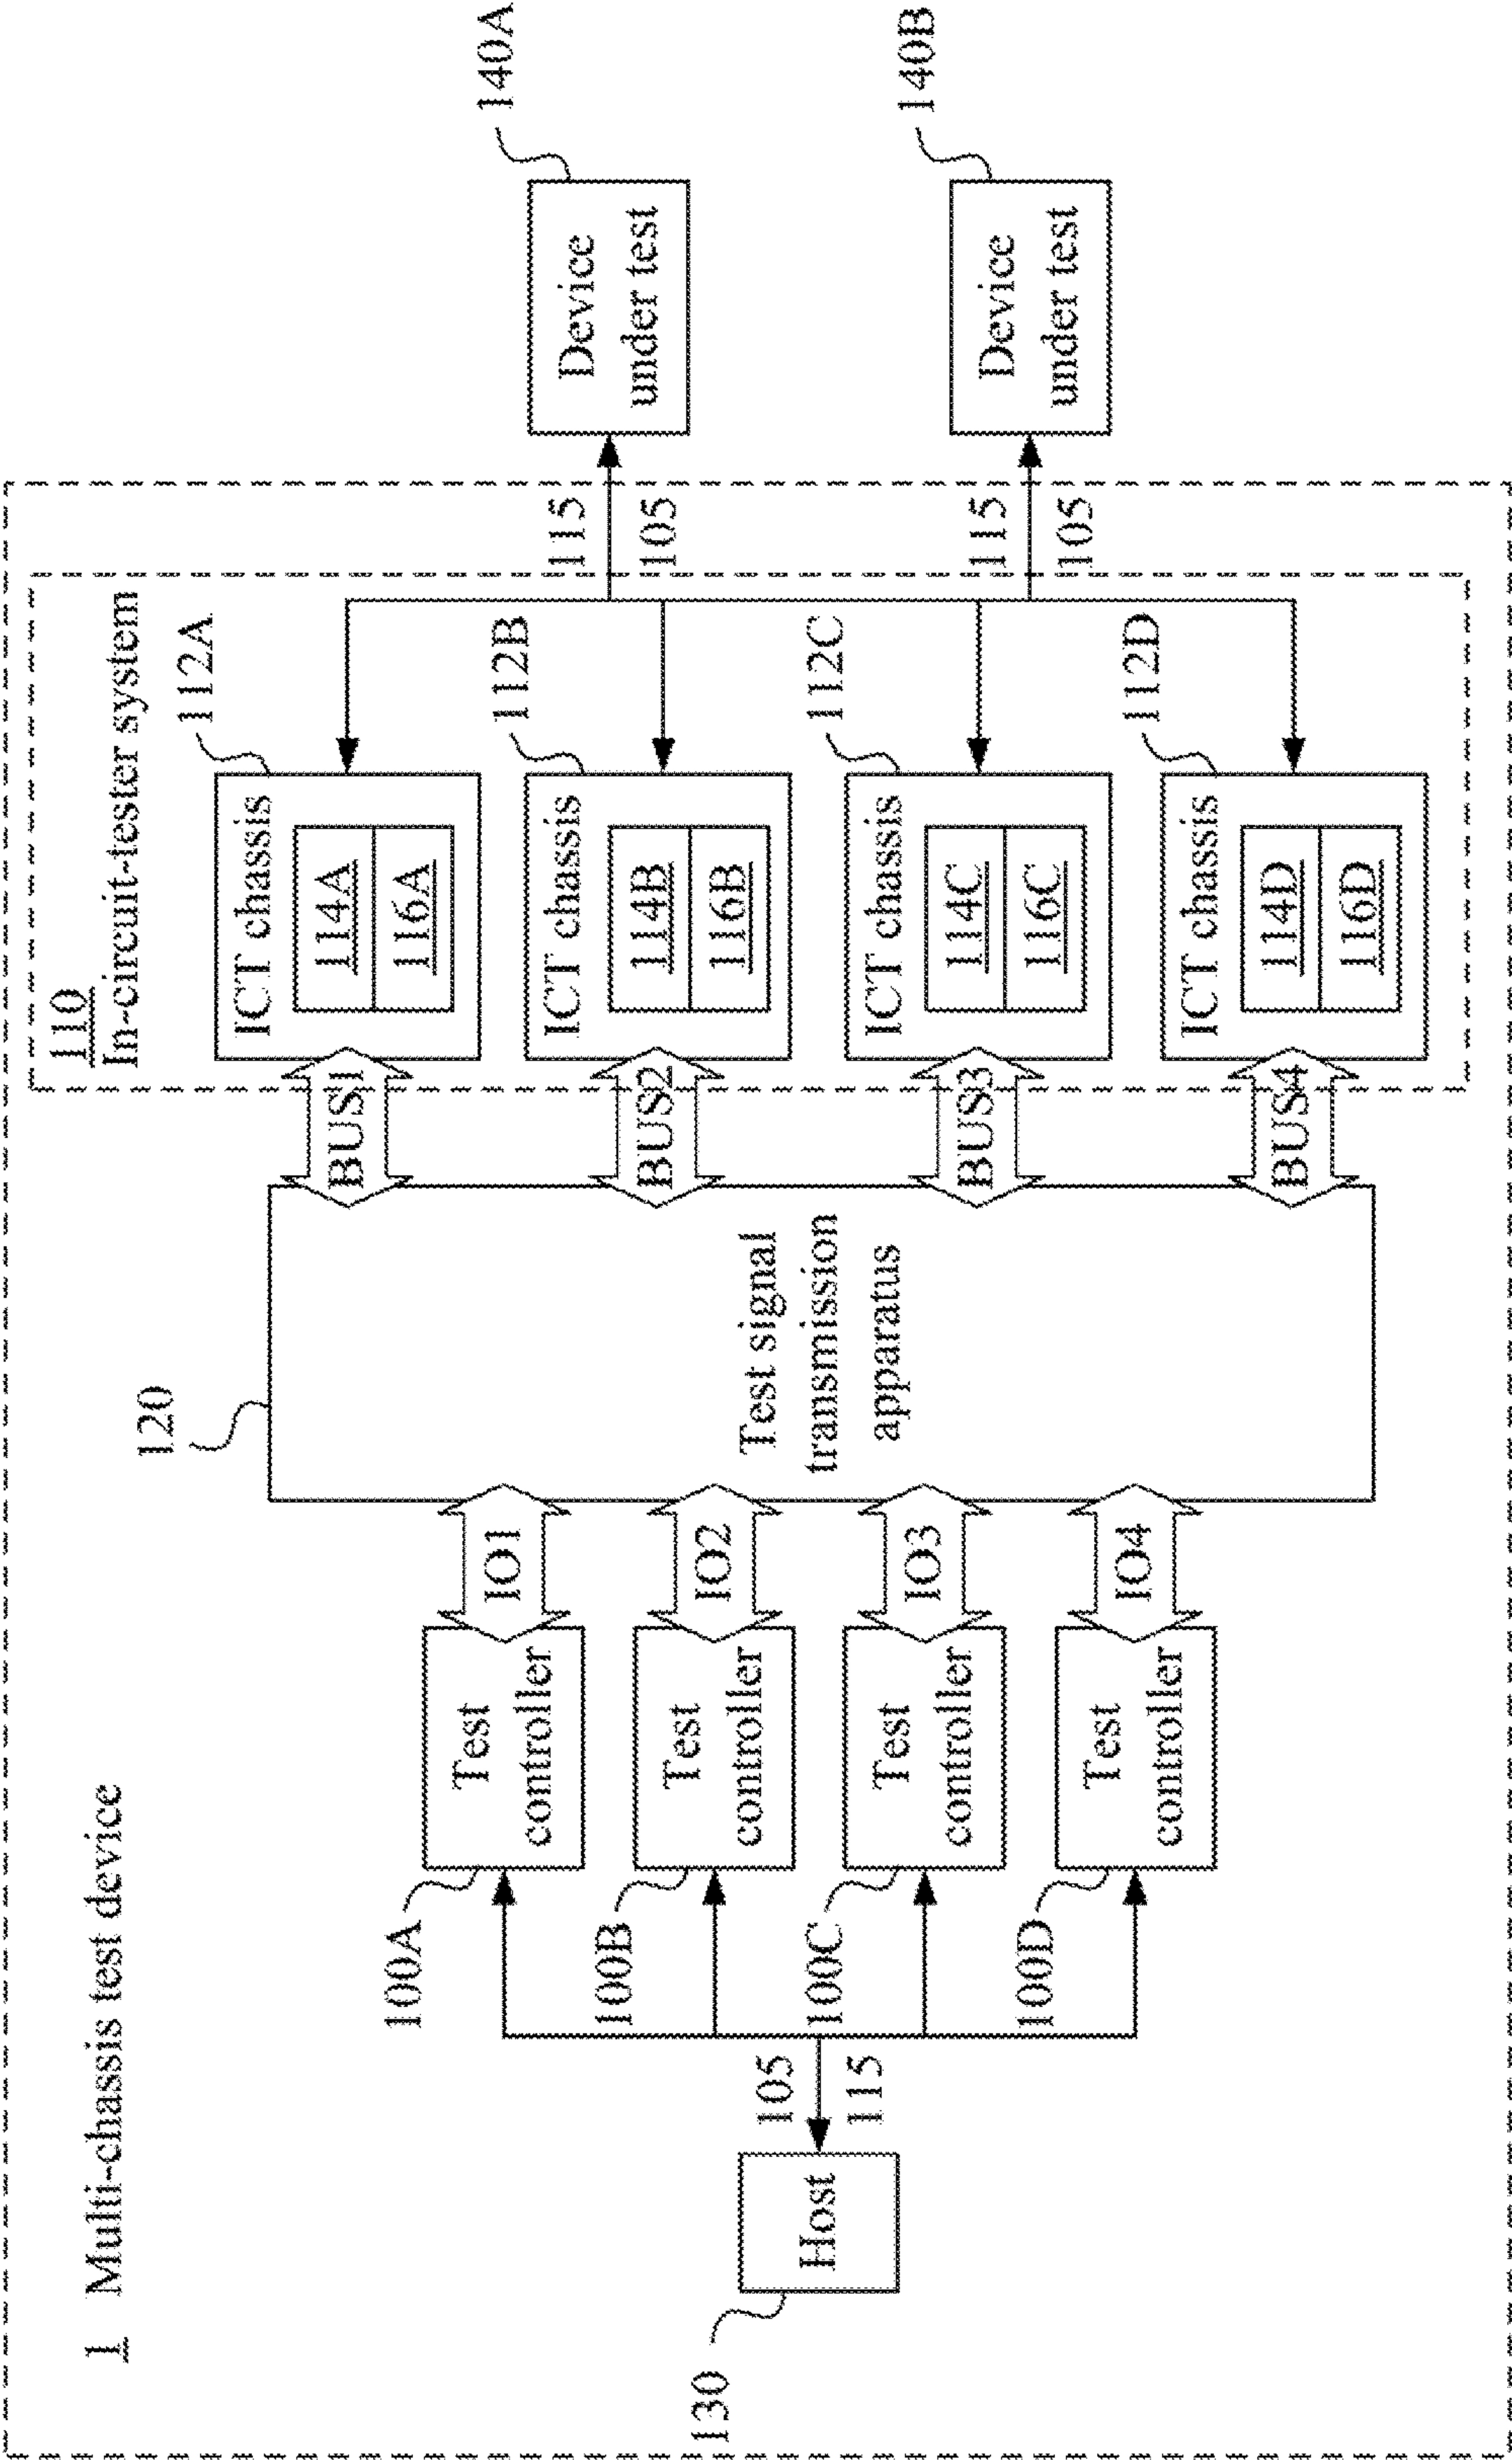 1 Multi-chassis test device
110
In-circuit-tester system
120
112A
ICT chassis
114A
116A
BUS1
112B
ICT chassis
114B
116B
BUS2
112C
ICT chassis
114C
116C
BUS3
112D
ICT chassis
114D
116D
BUS4
Test signal
transmission
apparatus
100A
Test
controller
IO1
100B
Test
controller
IO2
100C
Test
controller
IO3
100D
Test
controller
IO4
105
115
Host
130
115
105
115
105
140A
Device
under test
140B
Device
under test